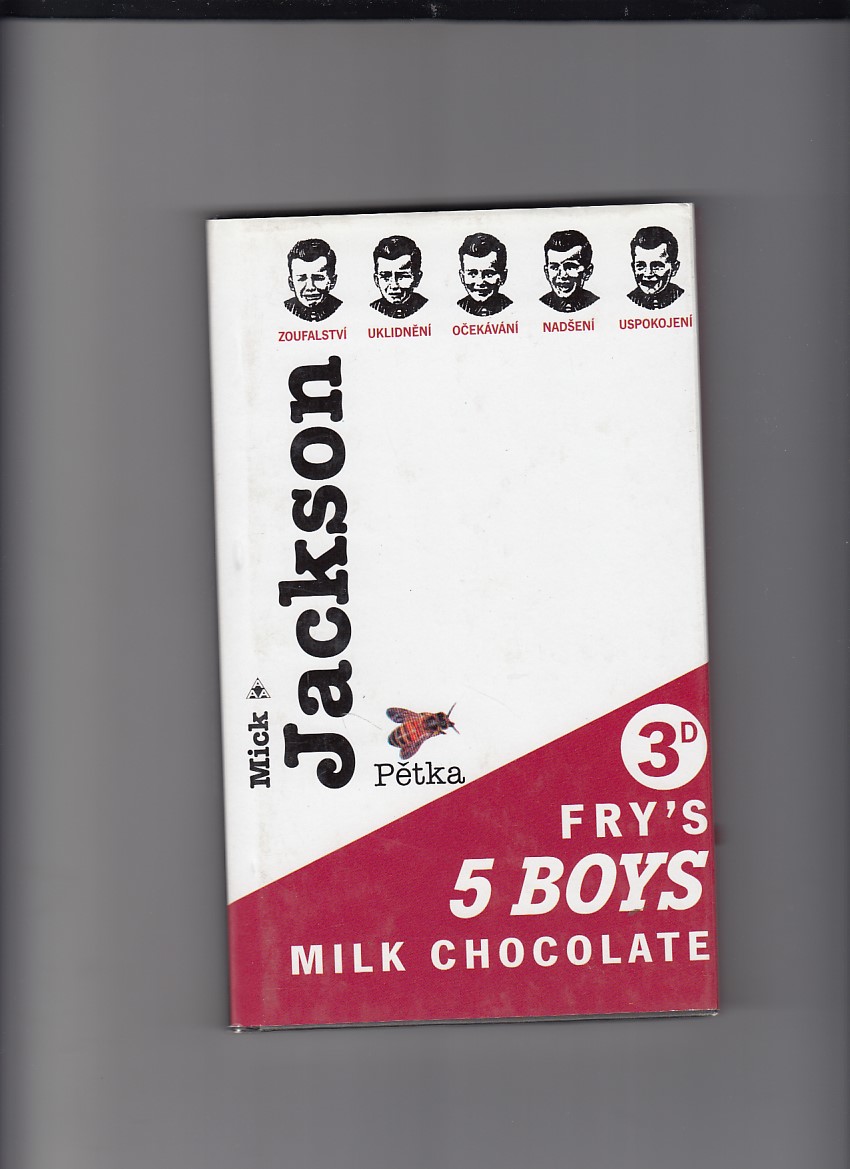 ZOUFALSTVÍ UKLIDNĚNÍ OČEKÁVÁNÍ NADŠENÍ USPOKOJENÍ
Mick
Jackson
Pětka
3D
FRY'S
5 BOYS
MILK CHOCOLATE